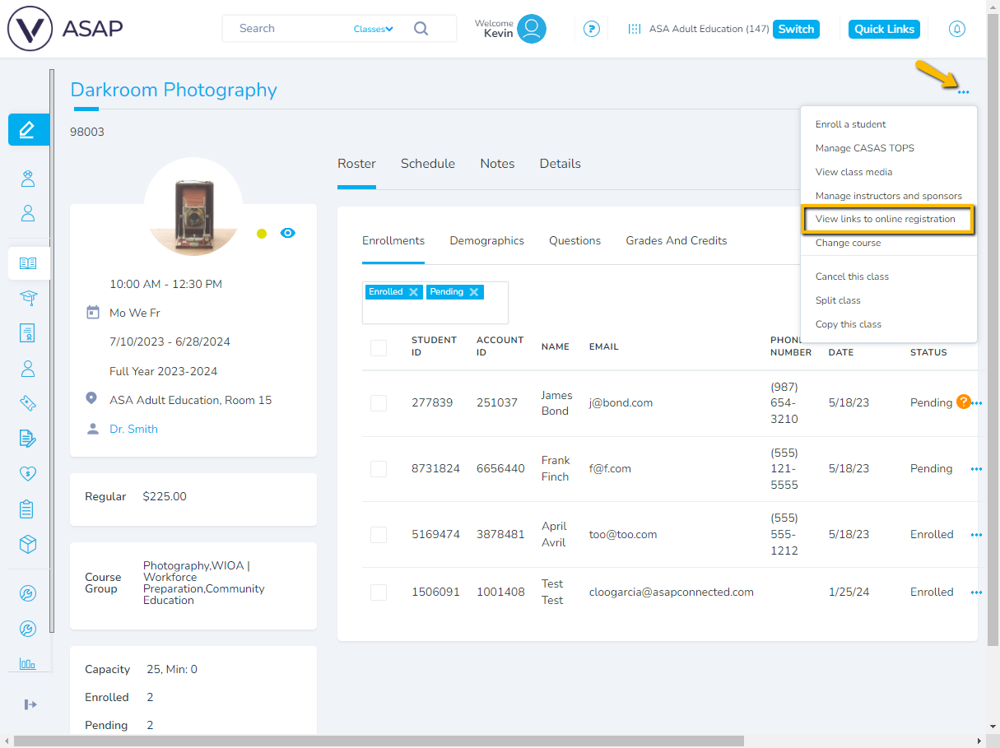 ASAP
Search
Classes
Welcome
Kevin
?
ASA Adult Education (147)
Switch
Quick Links
Darkroom Photography
98003
Enroll a student
Manage CASAS TOPS
View class media
Manage instructors and sponsors
View links to online registration
Change course
Cancel this class
Split class
Copy this class
Roster
Schedule
Notes
Details
10:00 AM - 12:30 PM
Mo We Fr
7/10/2023 - 6/28/2024
Full Year 2023-2024
ASA Adult Education, Room 15
Dr. Smith
Regular $225.00
Course
Group
Photography,WIOA |
Workforce
Preparation,Community
Education
Capacity 25, Min: 0
Enrolled 2
Pending 2
Enrollments
Demographics
Questions
Grades And Credits
Enrolled
Pending
STUDENT
ID
ACCOUNT
ID
NAME
EMAIL
PHONE
NUMBER
DATE
STATUS
277839 251037
James
Bond
j@bond.com
(987)
654-
3210
5/18/23
Pending ?
8731824 6656440
Frank
Finch
f@f.com
(555)
121-
5555
5/18/23
Pending
5169474 3878481
April
Avril
too@too.com
(555)
555-
1212
5/18/23
Enrolled
1506091 1001408
Test
Test
cloogarcia@asapconnected.com
1/25/24
Enrolled